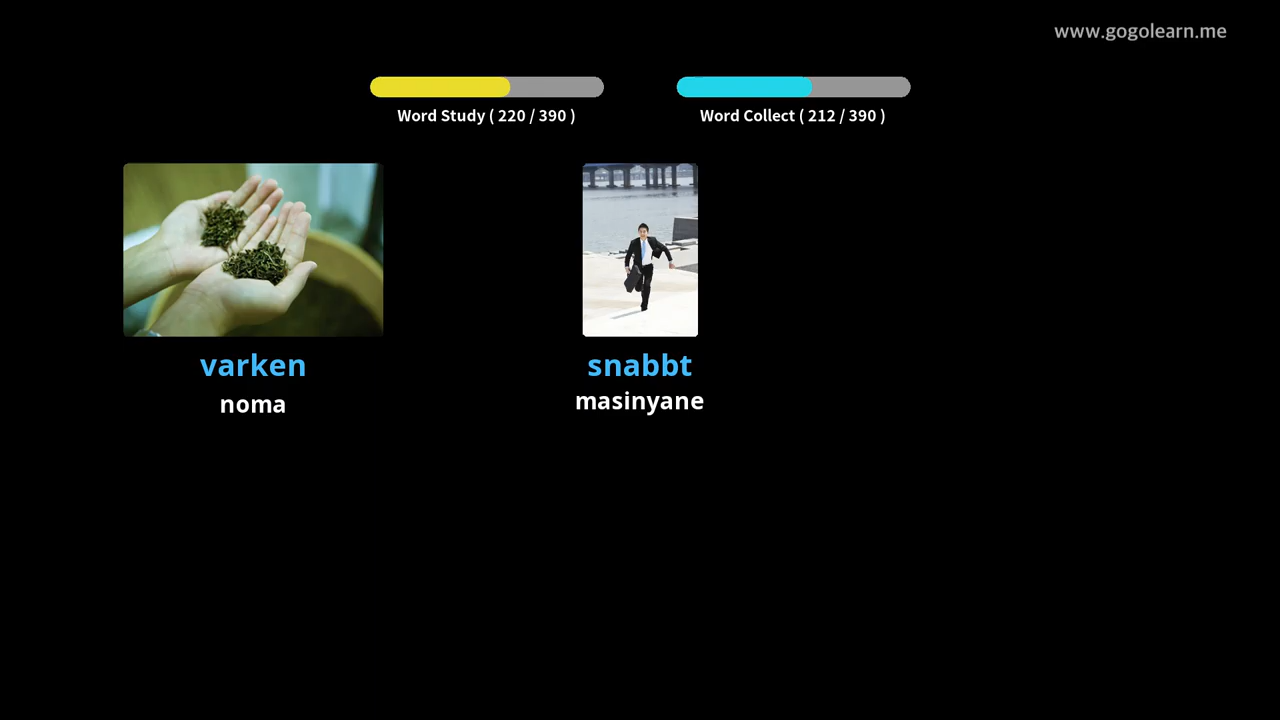 www.gogolearn.me
Word Study ( 220 / 390 )
Word Collect ( 212 / 390 )
varken
noma
snabbt
masinyane